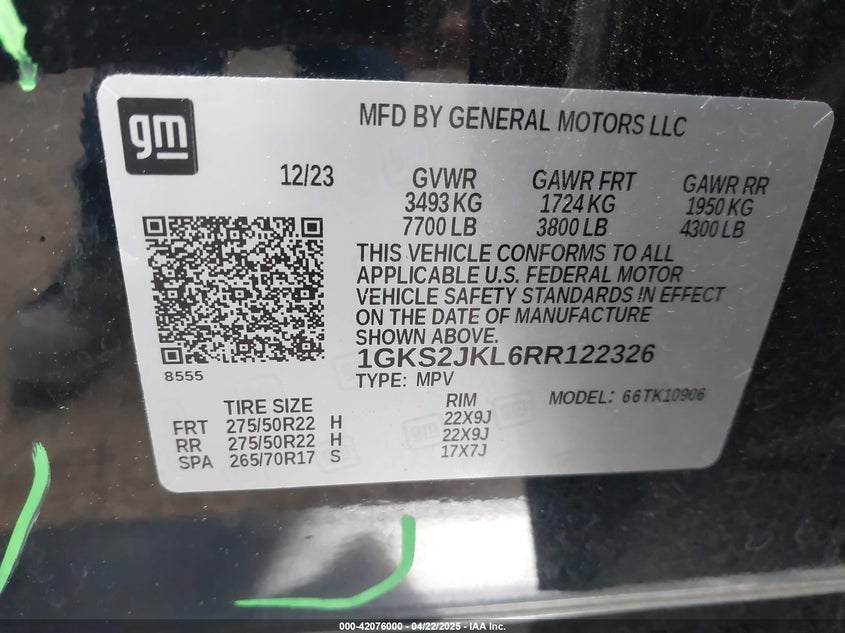 gm
MFD BY GENERAL MOTORS LLC
12/23
GVWR GAWR FRT GAWR RR
3493 KG 1724 KG 1950 KG
7700 LB 3800 LB 4300 LB
THIS VEHICLE CONFORMS TO ALL
APPLICABLE U.S. FEDERAL MOTOR
VEHICLE SAFETY STANDARDS IN EFFECT
ON THE DATE OF MANUFACTURE
SHOWN ABOVE.
1GKS2JKL6RR122326
8555
TYPE: MPV MODEL: 66TK10906
TIRE SIZE RIM
FRT 275/50R22 H 22X9J
RR 275/50R22 H 22X9J
SPA 265/70R17 S 17X7J
000-42076000 - 04/22/2025 - IAA Inc.